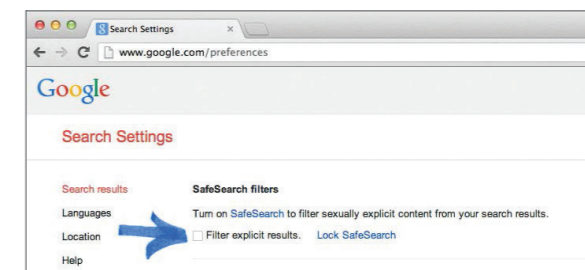 Search Settings
www.google.com/preferences
Google
Search Settings
Search results
SafeSearch filters
Languages
Turn on SafeSearch to filter sexually explicit content from your search results.
Location
Filter explicit results. Lock SafeSearch
Help